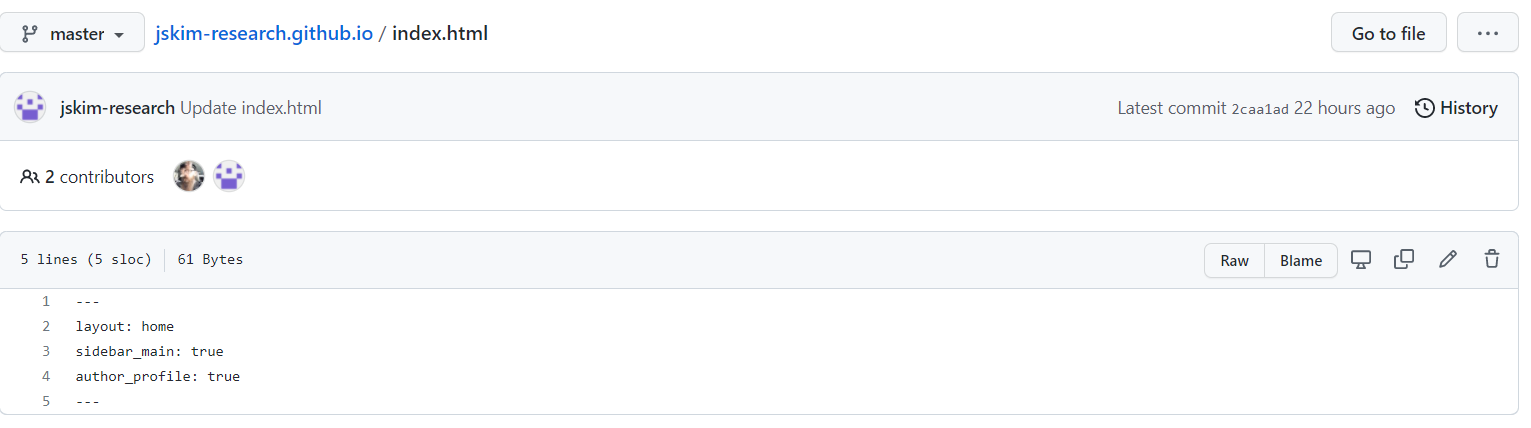 master jskim-research.github.io / index.html Go to file ...
jskim-research Update index.html Latest commit 2caa1ad 22 hours ago History
2 contributors
5 lines (5 sloc) 61 Bytes Raw Blame
1 ---
2 layout: home
3 sidebar_main: true
4 author_profile: true
5 ---